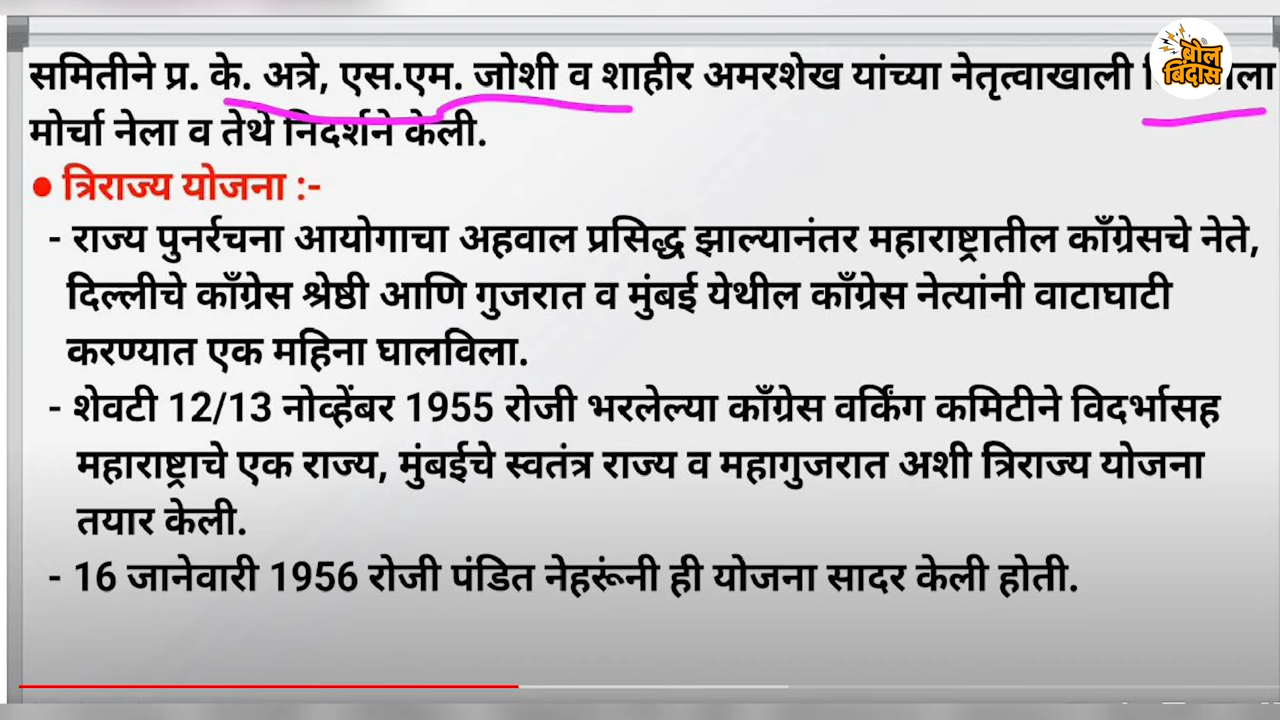 समितीने प्र. के. अत्रे, एस.एम. जोशी व शाहीर अमरशेख यांच्या नेतृत्वाखाली
मोर्चा नेला व तेथे निदर्शने केली.
● त्रिराज्य योजना :-
- राज्य पुनर्रचना आयोगाचा अहवाल प्रसिद्ध झाल्यानंतर महाराष्ट्रातील काँग्रेसचे नेते,
दिल्लीचे काँग्रेस श्रेष्ठी आणि गुजरात व मुंबई येथील काँग्रेस नेत्यांनी वाटाघाटी
करण्यात एक महिना घालविला.
- शेवटी 12/13 नोव्हेंबर 1955 रोजी भरलेल्या काँग्रेस वर्किंग कमिटीने विदर्भासह
महाराष्ट्राचे एक राज्य, मुंबईचे स्वतंत्र राज्य व महागुजरात अशी त्रिराज्य योजना
तयार केली.
- 16 जानेवारी 1956 रोजी पंडित नेहरूंनी ही योजना सादर केली होती.
बोल
बिंदास